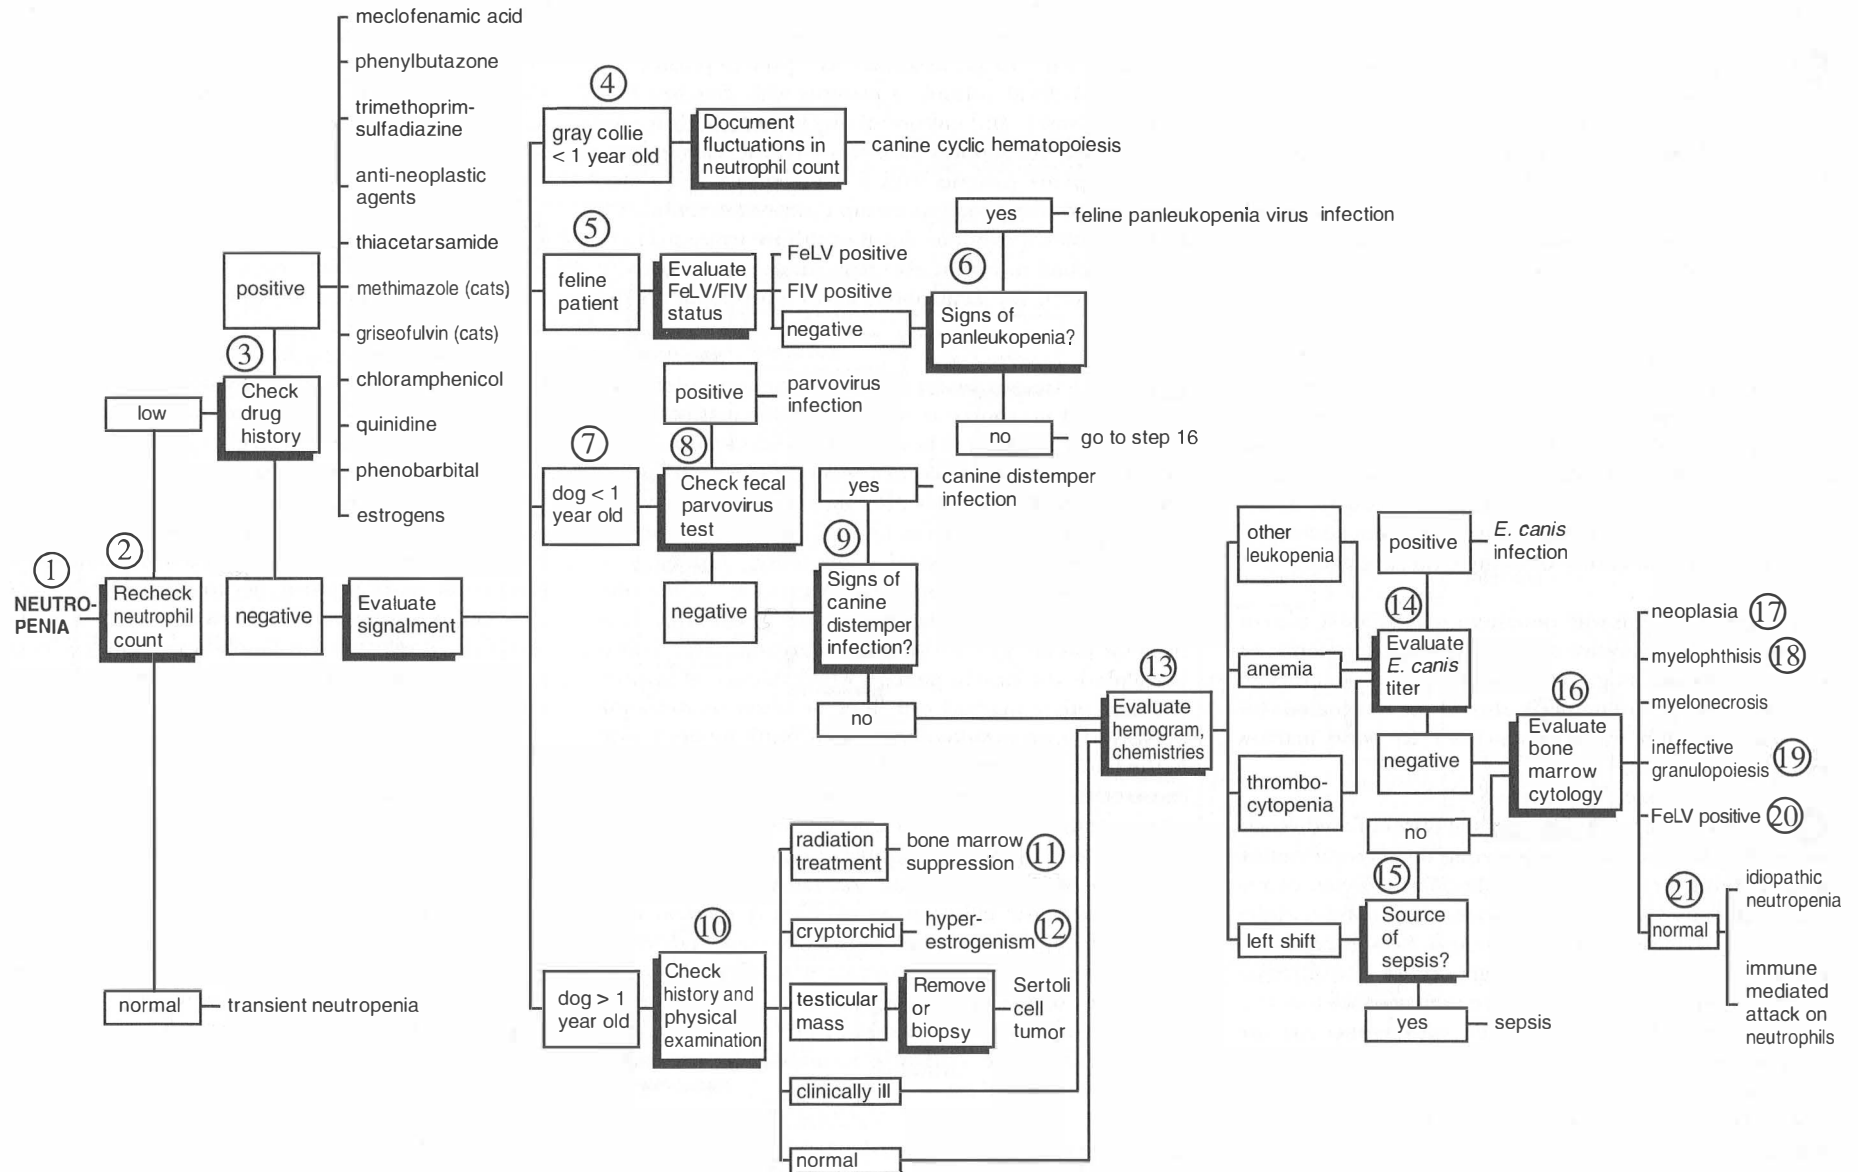 meclofenamic acid
phenylbutazone
trimethoprim-
sulfadiazine
anti-neoplastic
agents
thiacetarsamide
methimazole (cats)
griseofulvin (cats)
chloramphenicol
quinidine
phenobarbital
estrogens
positive
3
Check
drug
history
low
1
NEUTRO-
PENIA
2
Recheck
neutrophil
count
negative
Evaluate
signalment
normal
transient neutropenia
4
gray collie
< 1 year old
Document
fluctuations in
neutrophil count
canine cyclic hematopoiesis
5
feline
patient
Evaluate
FeLV/FIV
status
FeLV positive
FIV positive
negative
6
Signs of
panleukopenia?
yes
feline panleukopenia virus infection
no
go to step 16
7
dog < 1
year old
8
Check fecal
parvovirus
test
positive
parvovirus
infection
negative
9
Signs of
canine
distemper
infection?
yes
canine distemper
infection
no
10
dog > 1
year old
Check
history and
physical
examination
radiation
treatment
bone marrow
suppression
11
cryptorchid
hyper-
estrogenism
12
testicular
mass
Remove
or
biopsy
Sertoli
cell
tumor
clinically ill
normal
13
Evaluate
hemogram,
chemistries
other
leukopenia
anemia
thrombo-
cytopenia
left shift
14
Evaluate
E. canis
titer
positive
E. canis
infection
negative
15
Source
of
sepsis?
no
yes
sepsis
16
Evaluate
bone
marrow
cytology
neoplasia 17
myelophthisis 18
myelonecrosis
ineffective
granulopoiesis 19
FeLV positive 20
21
normal
idiopathic
neutropenia
immune
mediated
attack on
neutrophils